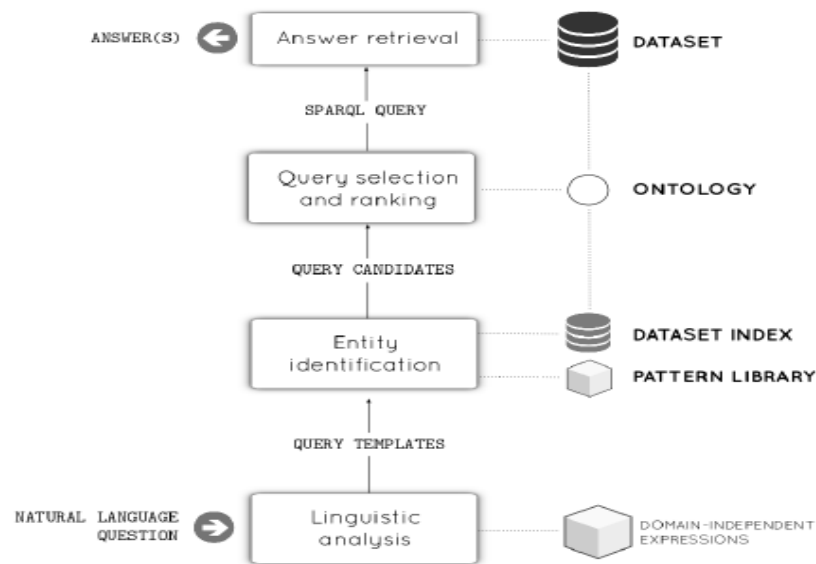 ANSWER(S)
Answer retrieval
DATASET
SPARQL QUERY
Query selection
and ranking
ONTOLOGY
QUERY CANDIDATES
Entity
identification
DATASET INDEX
PATTERN LIBRARY
QUERY TEMPLATES
NATURAL LANGUAGE
QUESTION
Linguistic
analysis
DOMAIN-INDEPENDENT
EXPRESSIONS